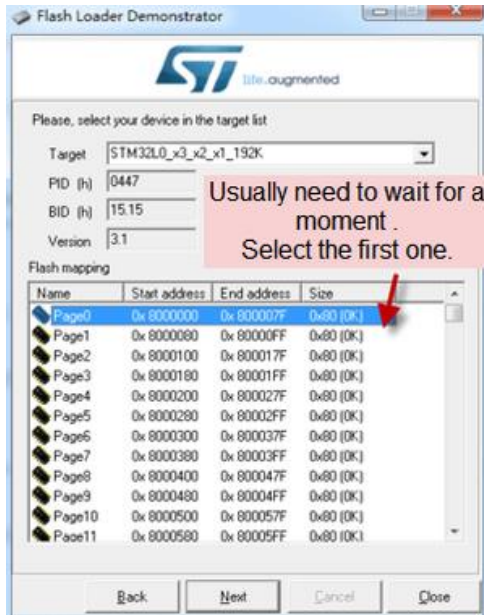 Flash Loader Demonstrator
life.augmented
Please, select your device in the target list
Target STM32L0_x3_x2_x1_192K
PID (h) 0447
BID (h) 15.15
Version 3.1
Usually need to wait for a
moment .
Select the first one.
Flash mapping
Name Start address End address Size
Page0 0x 8000000 0x 800007F 0x80 (0K)
Page1 0x 8000080 0x 80000FF 0x80 (0K)
Page2 0x 8000100 0x 800017F 0x80 (0K)
Page3 0x 8000180 0x 80001FF 0x80 (0K)
Page4 0x 8000200 0x 800027F 0x80 (0K)
Page5 0x 8000280 0x 80002FF 0x80 (0K)
Page6 0x 8000300 0x 800037F 0x80 (0K)
Page7 0x 8000380 0x 80003FF 0x80 (0K)
Page8 0x 8000400 0x 800047F 0x80 (0K)
Page9 0x 8000480 0x 80004FF 0x80 (0K)
Page10 0x 8000500 0x 800057F 0x80 (0K)
Page11 0x 8000580 0x 80005FF 0x80 (0K)
Back Next Cancel Close